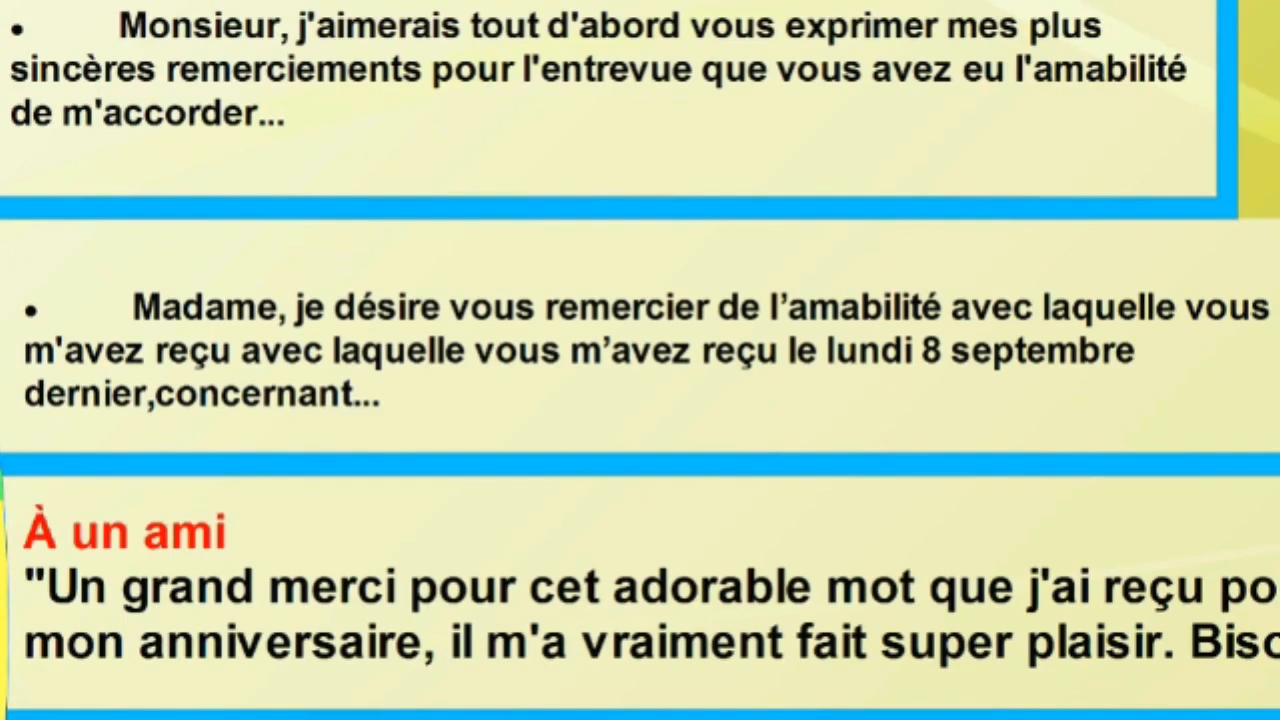 • Monsieur, j'aimerais tout d'abord vous exprimer mes plus
sincères remerciements pour l'entrevue que vous avez eu l'amabilité
de m'accorder...
• Madame, je désire vous remercier de l’amabilité avec laquelle vous
m'avez reçu avec laquelle vous m’avez reçu le lundi 8 septembre
dernier,concernant...
À un ami
"Un grand merci pour cet adorable mot que j'ai reçu
mon anniversaire, il m'a vraiment fait super plaisir.